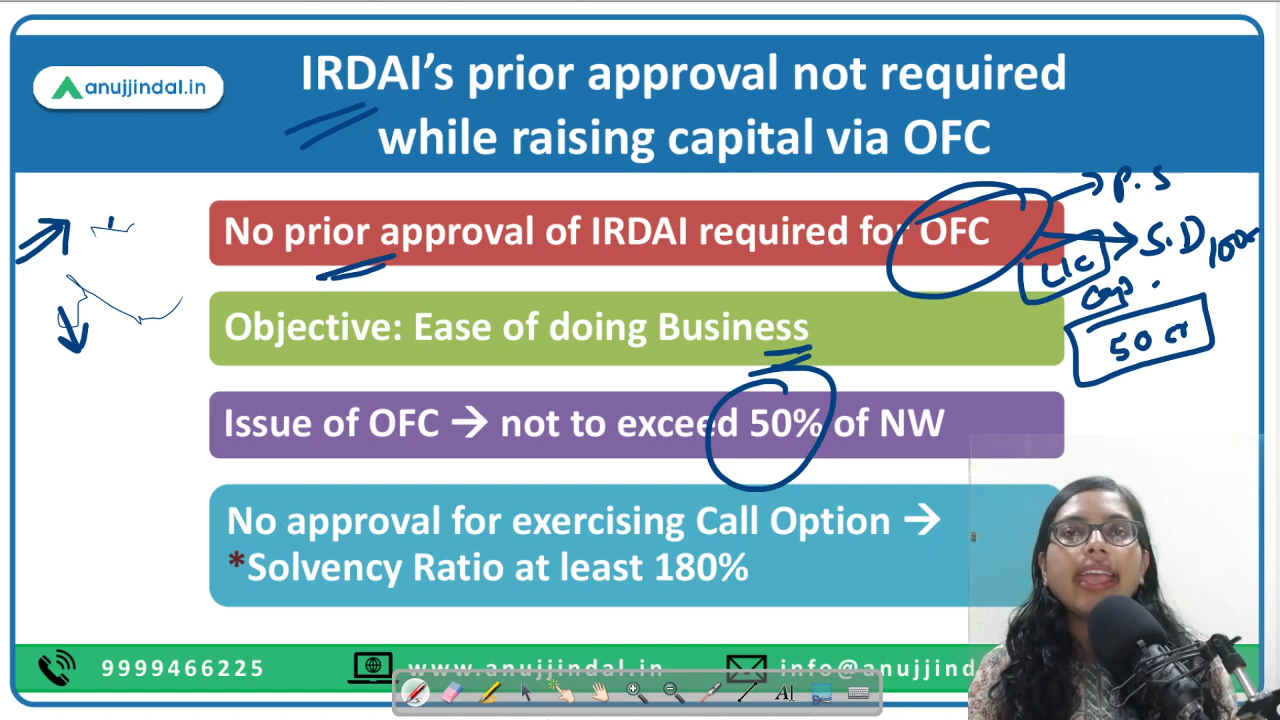 IRDAI’s prior approval not required
anujjindal.in
while raising capital via OFC
P.S
No prior approval of IRDAI required for OFC
S.D
LIC
Objective: Ease of doing Business
50 cr
Issue of OFC → not to exceed 50% of NW
No approval for exercising Call Option →
*Solvency Ratio at least 180%
9999466225
www.anujjindal.in
info@anujjind